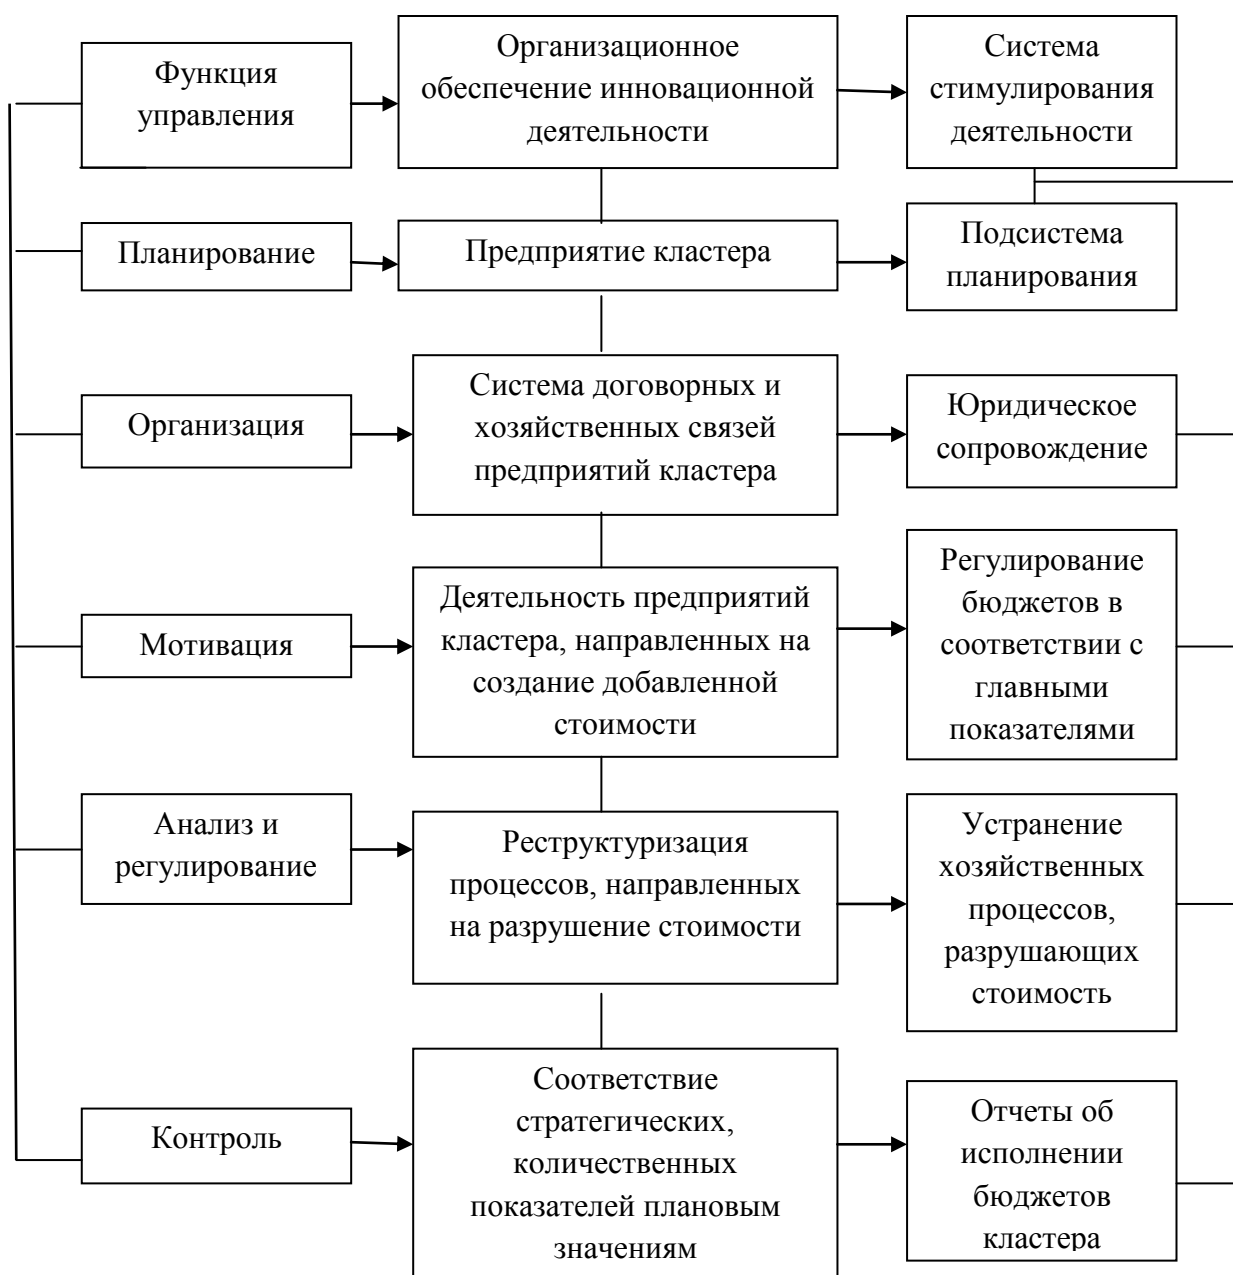 Функция
управления
Организационное
обеспечение инновационной
деятельности
Система
стимулирования
деятельности
Планирование
Предприятие кластера
Подсистема
планирования
Организация
Система договорных и
хозяйственных связей
предприятий кластера
Юридическое
сопровождение
Мотивация
Деятельность предприятий
кластера, направленных на
создание добавленной
стоимости
Регулирование
бюджетов в
соответствии с
главными
показателями
Анализ и
регулирование
Реструктуризация
процессов, направленных
на разрушение стоимости
Устранение
хозяйственных
процессов,
разрушающих
стоимость
Контроль
Соответствие
стратегических,
количественных
показателей плановым
значениям
Отчеты об
исполнении
бюджетов
кластера